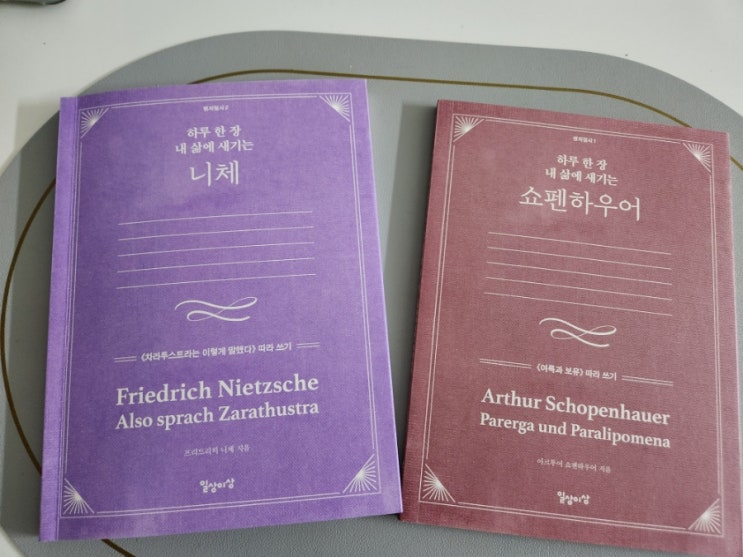 명저필사 2
하루 한 장
내 삶에 새기는
니체
《차라투스트라는 이렇게 말했다》 따라 쓰기
Friedrich Nietzsche
Also sprach Zarathustra
프리드리히 니체 지음
일상이상
명저필사 1
하루 한 장
내 삶에 새기는
쇼펜하우어
《여록과 보유》 따라 쓰기
Arthur Schopenhauer
Parerga und Paralipomena
아르투어 쇼펜하우어 지음
일상이상